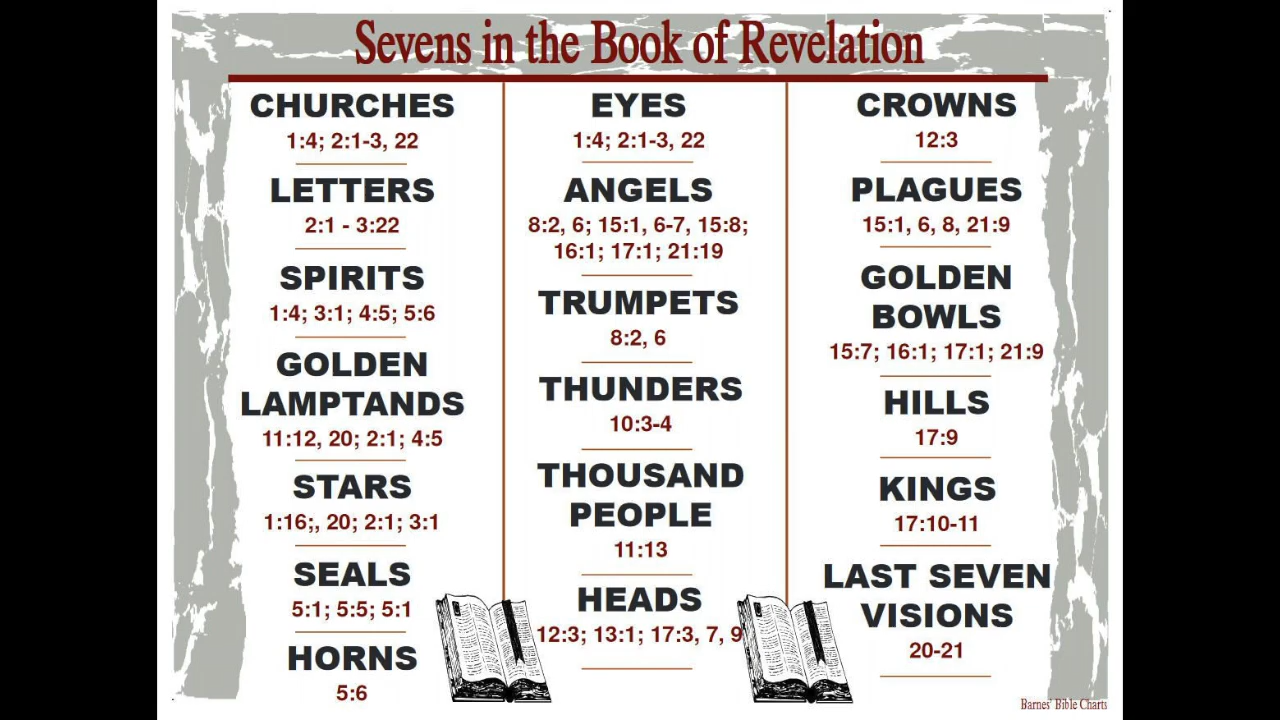 Sevens in the Book of Revelation
CHURCHES
1:4; 2:1-3, 22
LETTERS
2:1 - 3:22
SPIRITS
1:4; 3:1; 4:5; 5:6
GOLDEN
LAMPTANDS
11:12, 20; 2:1; 4:5
STARS
1:16;, 20; 2:1; 3:1
SEALS
5:1; 5:5; 5:1
HORNS
5:6
EYES
1:4; 2:1-3, 22
ANGELS
8:2, 6; 15:1, 6-7, 15:8;
16:1; 17:1; 21:19
TRUMPETS
8:2, 6
THUNDERS
10:3-4
THOUSAND
PEOPLE
11:13
HEADS
12:3; 13:1; 17:3, 7, 9
CROWNS
12:3
PLAGUES
15:1, 6, 8, 21:9
GOLDEN
BOWLS
15:7; 16:1; 17:1; 21:9
HILLS
17:9
KINGS
17:10-11
LAST SEVEN
VISIONS
20-21
Barnes' Bible Charts